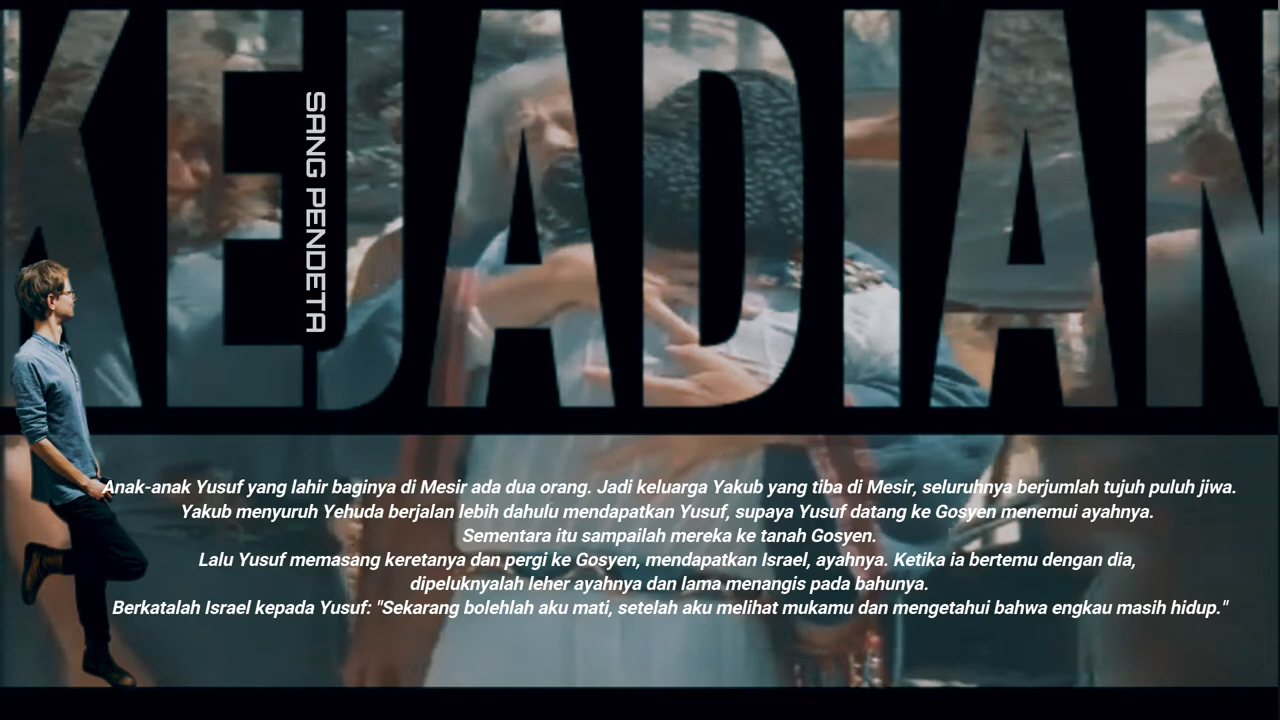 KEJADIAN
SANG PENDETA
Anak-anak Yusuf yang lahir baginya di Mesir ada dua orang. Jadi keluarga Yakub yang tiba di Mesir, seluruhnya berjumlah tujuh puluh jiwa.
Yakub menyuruh Yehuda berjalan lebih dahulu mendapatkan Yusuf, supaya Yusuf datang ke Gosyen menemui ayahnya.
Sementara itu sampailah mereka ke tanah Gosyen.
Lalu Yusuf memasang keretanya dan pergi ke Gosyen, mendapatkan Israel, ayahnya. Ketika ia bertemu dengan dia,
dipeluknyalah leher ayahnya dan lama menangis pada bahunya.
Berkatalah Israel kepada Yusuf: "Sekarang bolehlah aku mati, setelah aku melihat mukamu dan mengetahui bahwa engkau masih hidup."